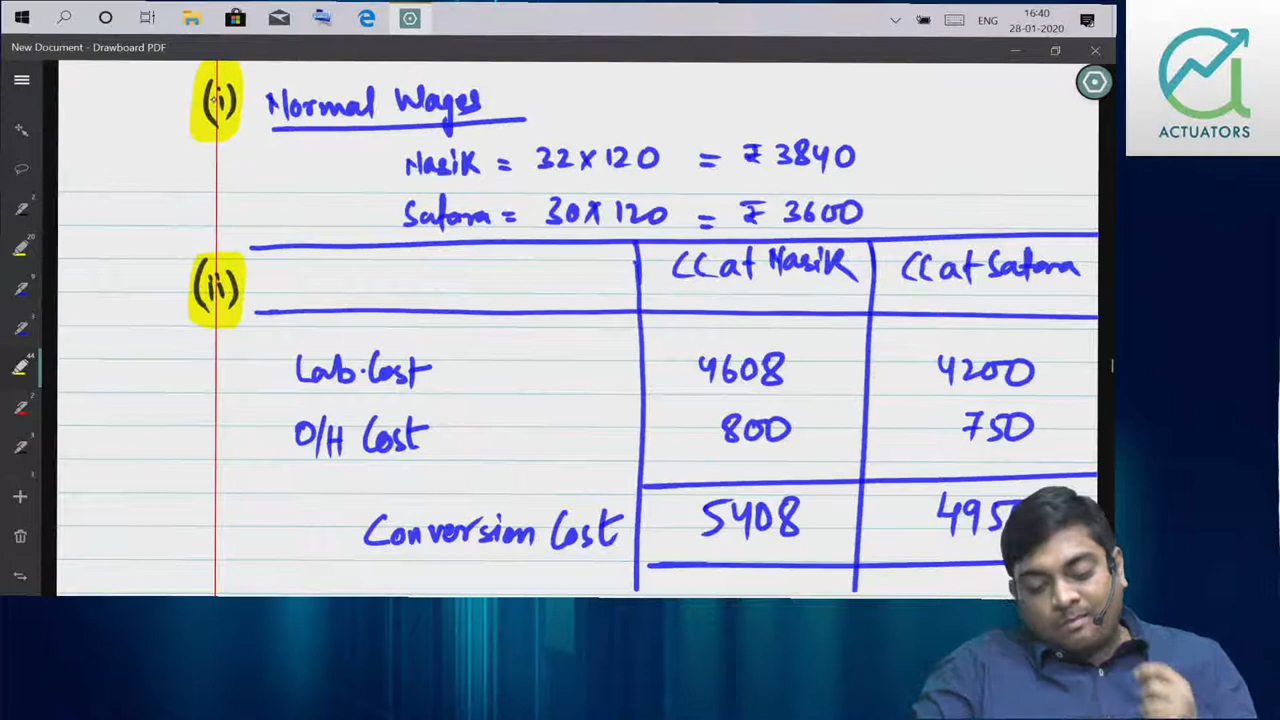 16:40
ENG
28-01-2020
New Document - Drawboard PDF
ACTUATORS
(i) Normal Wages
Nasik = 32 x 120 = ₹ 3840
Satara = 30 x 120 = ₹ 3600
(ii) CC at Nasik CC at Satara
Lab. Cost 4608 4200
O/H Cost 800 750
Conversion Cost 5408 495